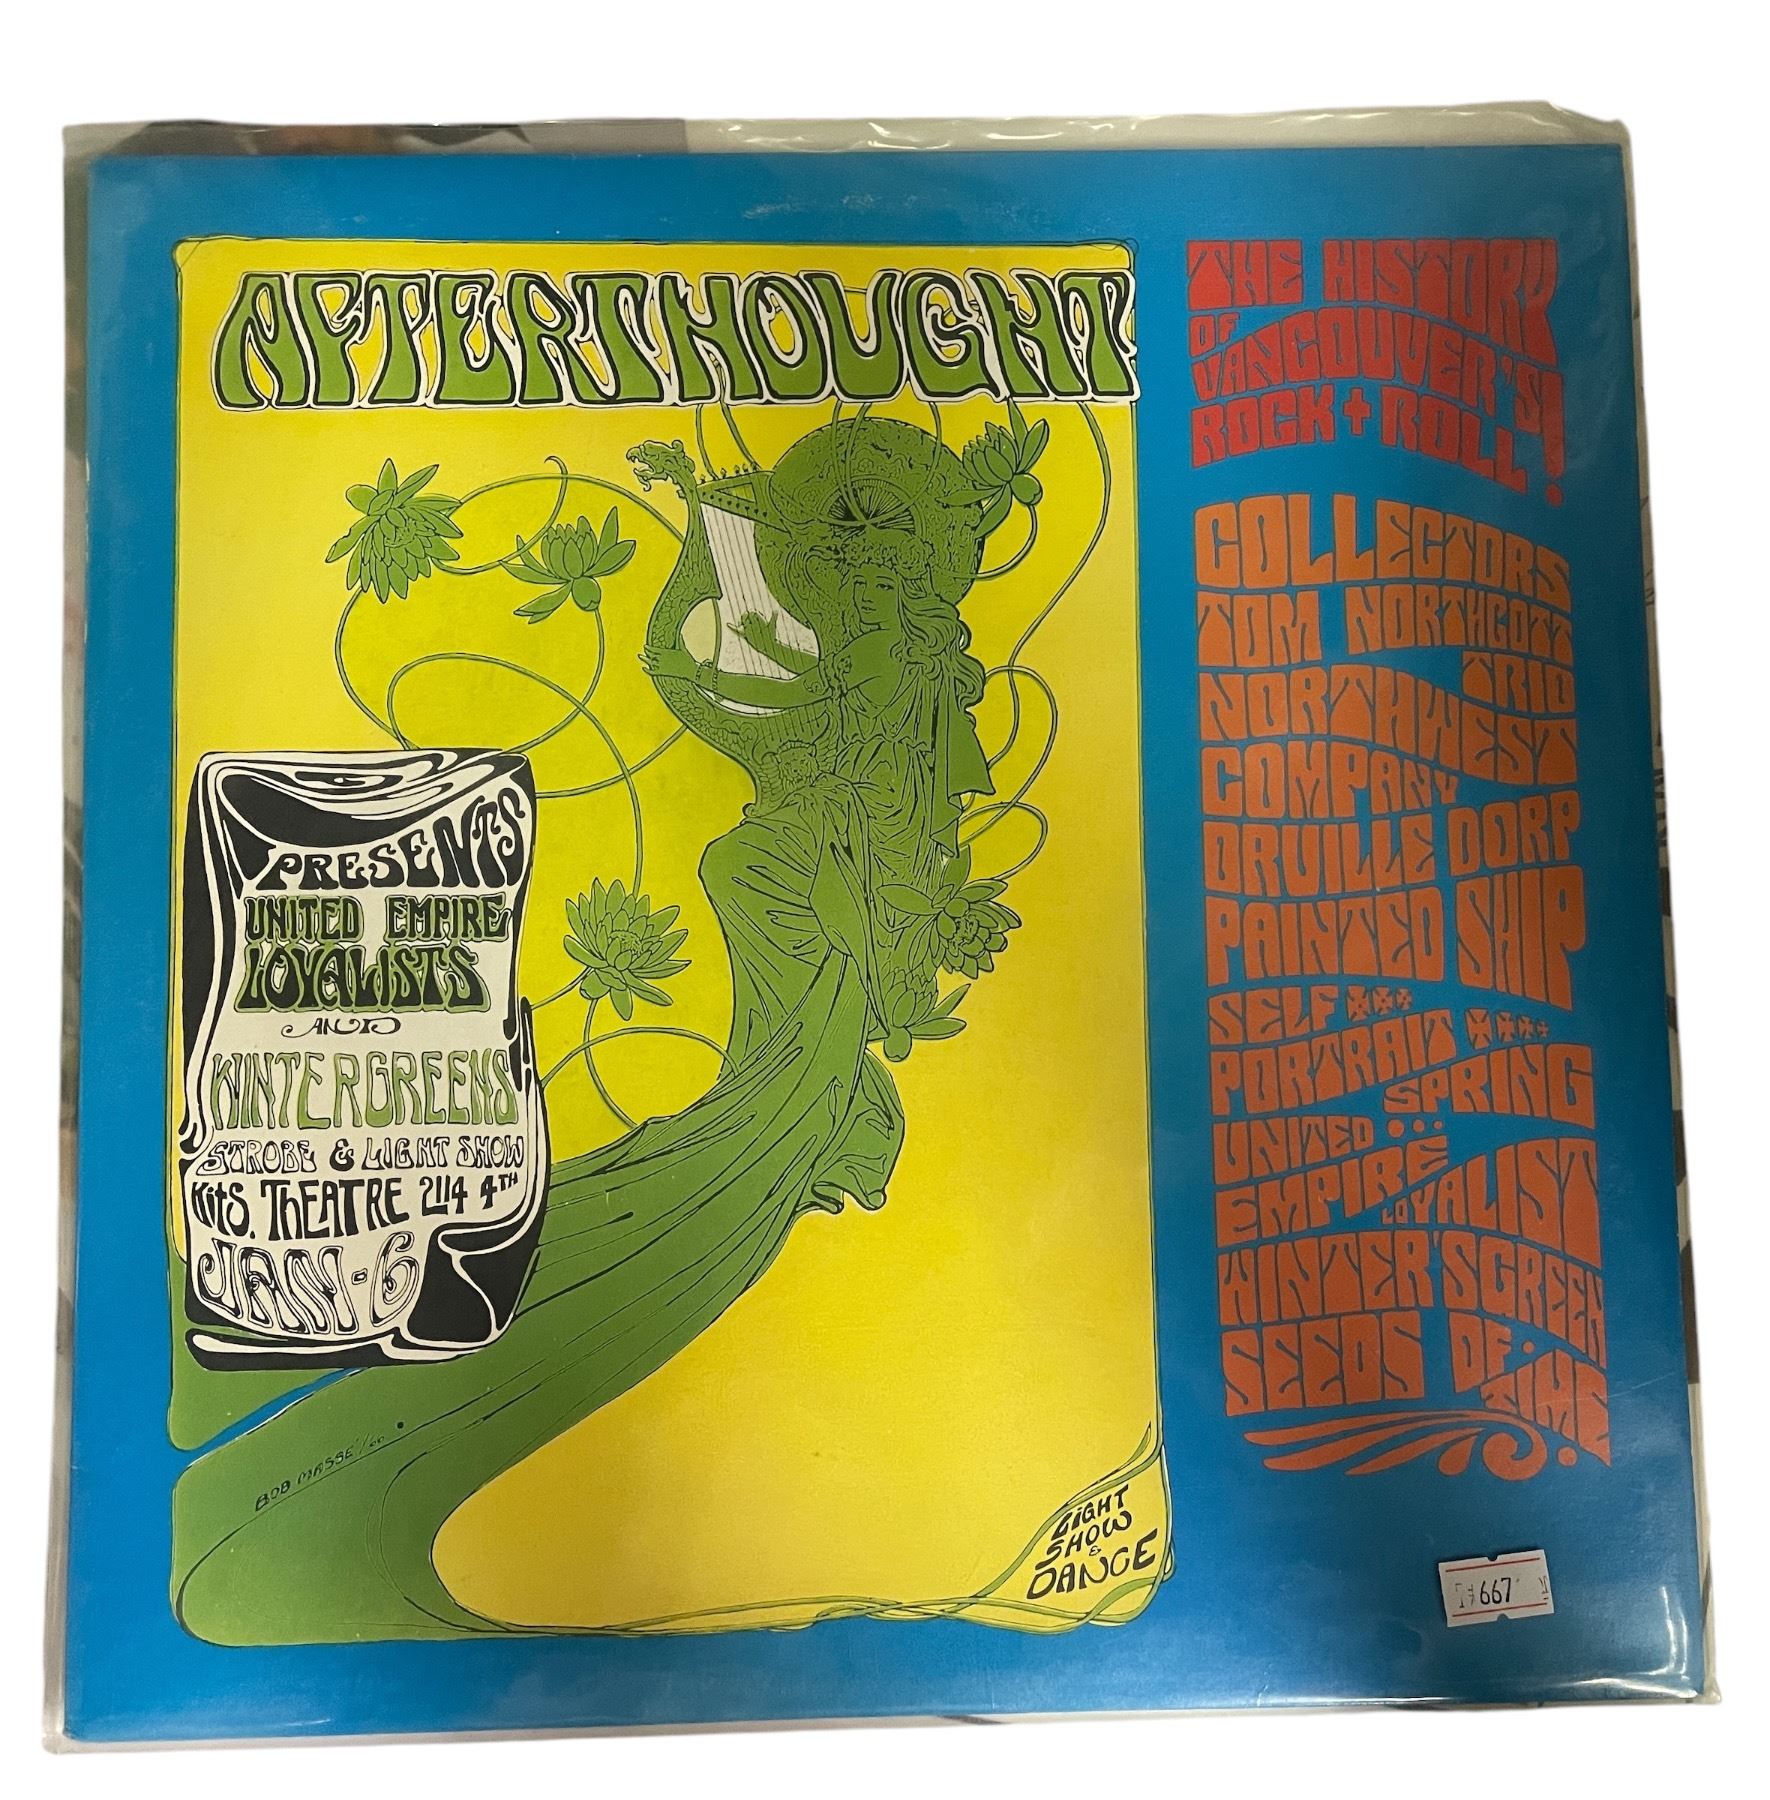 AFTERTHOUGHT
PRESENTS
UNITED EMPIRE
LOYALISTS
AND
WINTERGREENS
STROBE & LIGHT SHOW
KITS. THEATRE 2114 4TH
JAN-6
BOB MASSE
LIGHT
SHOW
&
DANCE
THE HISTORY
OF
VANCOUVER'S
ROCK + ROLL!
COLLECTORS
TOM NORTHCOTT
TRIO
NORTHWEST
COMPANY
ORVILLE DORP
PAINTED SHIP
SELF
PORTRAIT
SPRING
UNITED
EMPIRE
LOYALIST
WINTER'S GREEN
SEEDS OF TIME
667